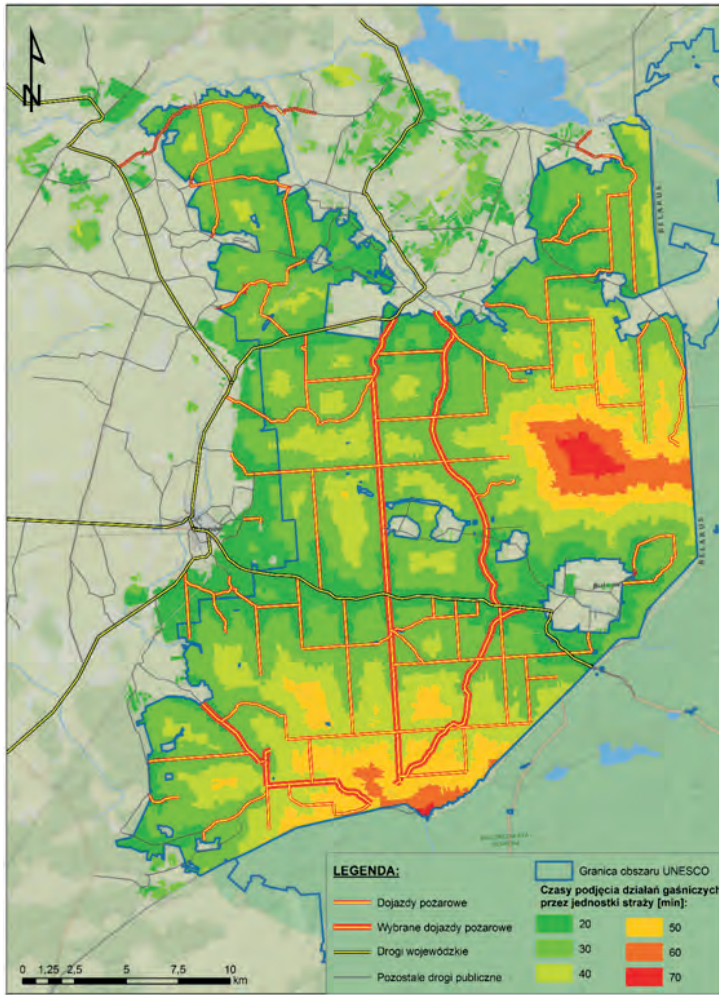 N
BELARUS
BELARUS
LEGENDA:
Dojazdy pożarowe
Wybrane dojazdy pożarowe
Drogi wojewódzkie
Pozostałe drogi publiczne
Granica obszaru UNESCO
Czasy podjęcia działań gaśniczych
przez jednostki straży [min]:
20
30
40
50
60
70
0 1,25 2,5 5 7,5 10
km